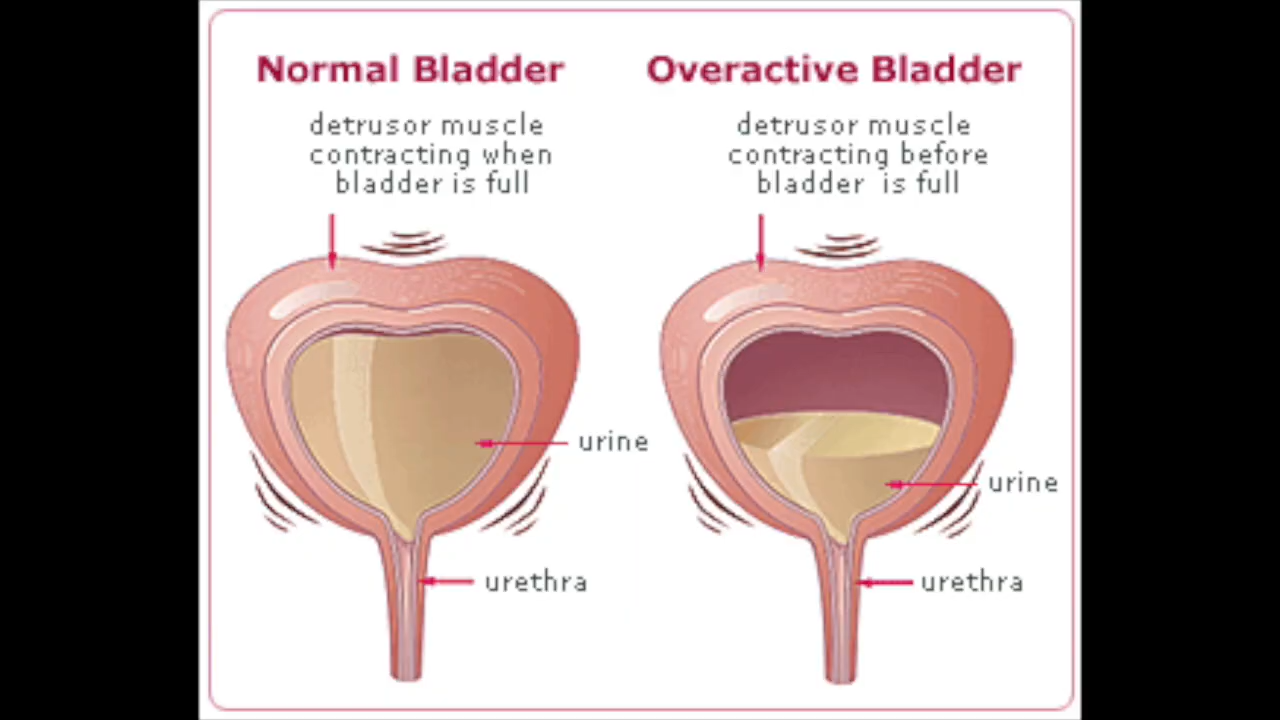 Normal Bladder
detrusor muscle
contracting when
bladder is full
urine
urethra
Overactive Bladder
detrusor muscle
contracting before
bladder is full
urine
urethra